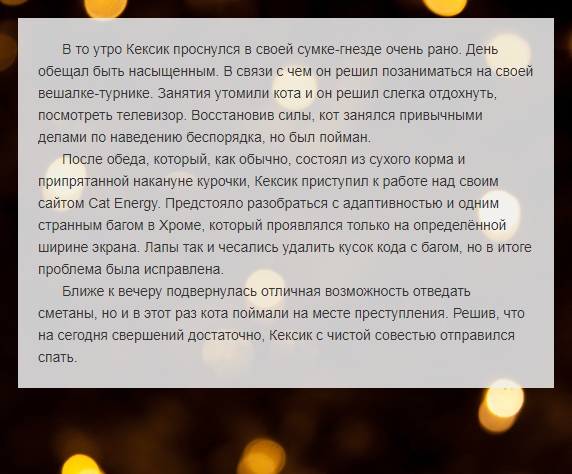 В то утро Кексик проснулся в своей сумке-гнезде очень рано. День
обещал быть насыщенным. В связи с чем он решил позаниматься на своей
вешалке-турнике. Занятия утомили кота и он решил слегка отдохнуть,
посмотреть телевизор. Восстановив силы, кот занялся привычными
делами по наведению беспорядка, но был пойман.
После обеда, который, как обычно, состоял из сухого корма и
припрятанной накануне курочки, Кексик приступил к работе над своим
сайтом Cat Energy. Предстояло разобраться с адаптивностью и одним
странным багом в Хроме, который проявлялся только на определённой
ширине экрана. Лапы так и чесались удалить кусок кода с багом, но в итоге
проблема была исправлена.
Ближе к вечеру подвернулась отличная возможность отведать
сметаны, но и в этот раз кота поймали на месте преступления. Решив, что
на сегодня свершений достаточно, Кексик с чистой совестью отправился
спать.